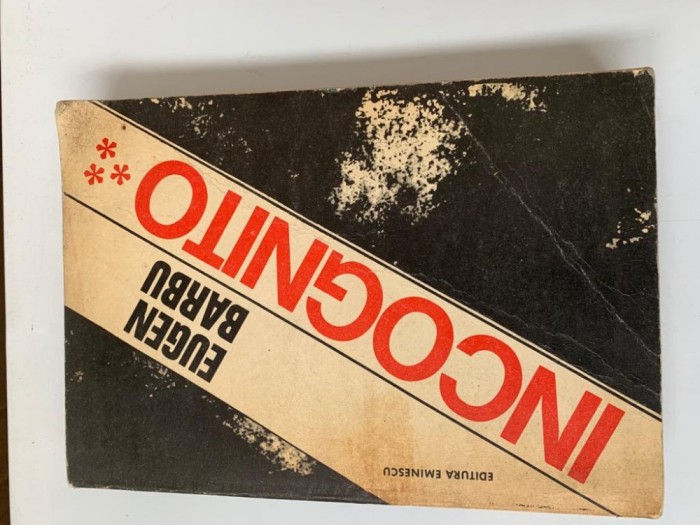 EUGEN
BARBU
INCOGNITO
***
EDITURA EMINESCU